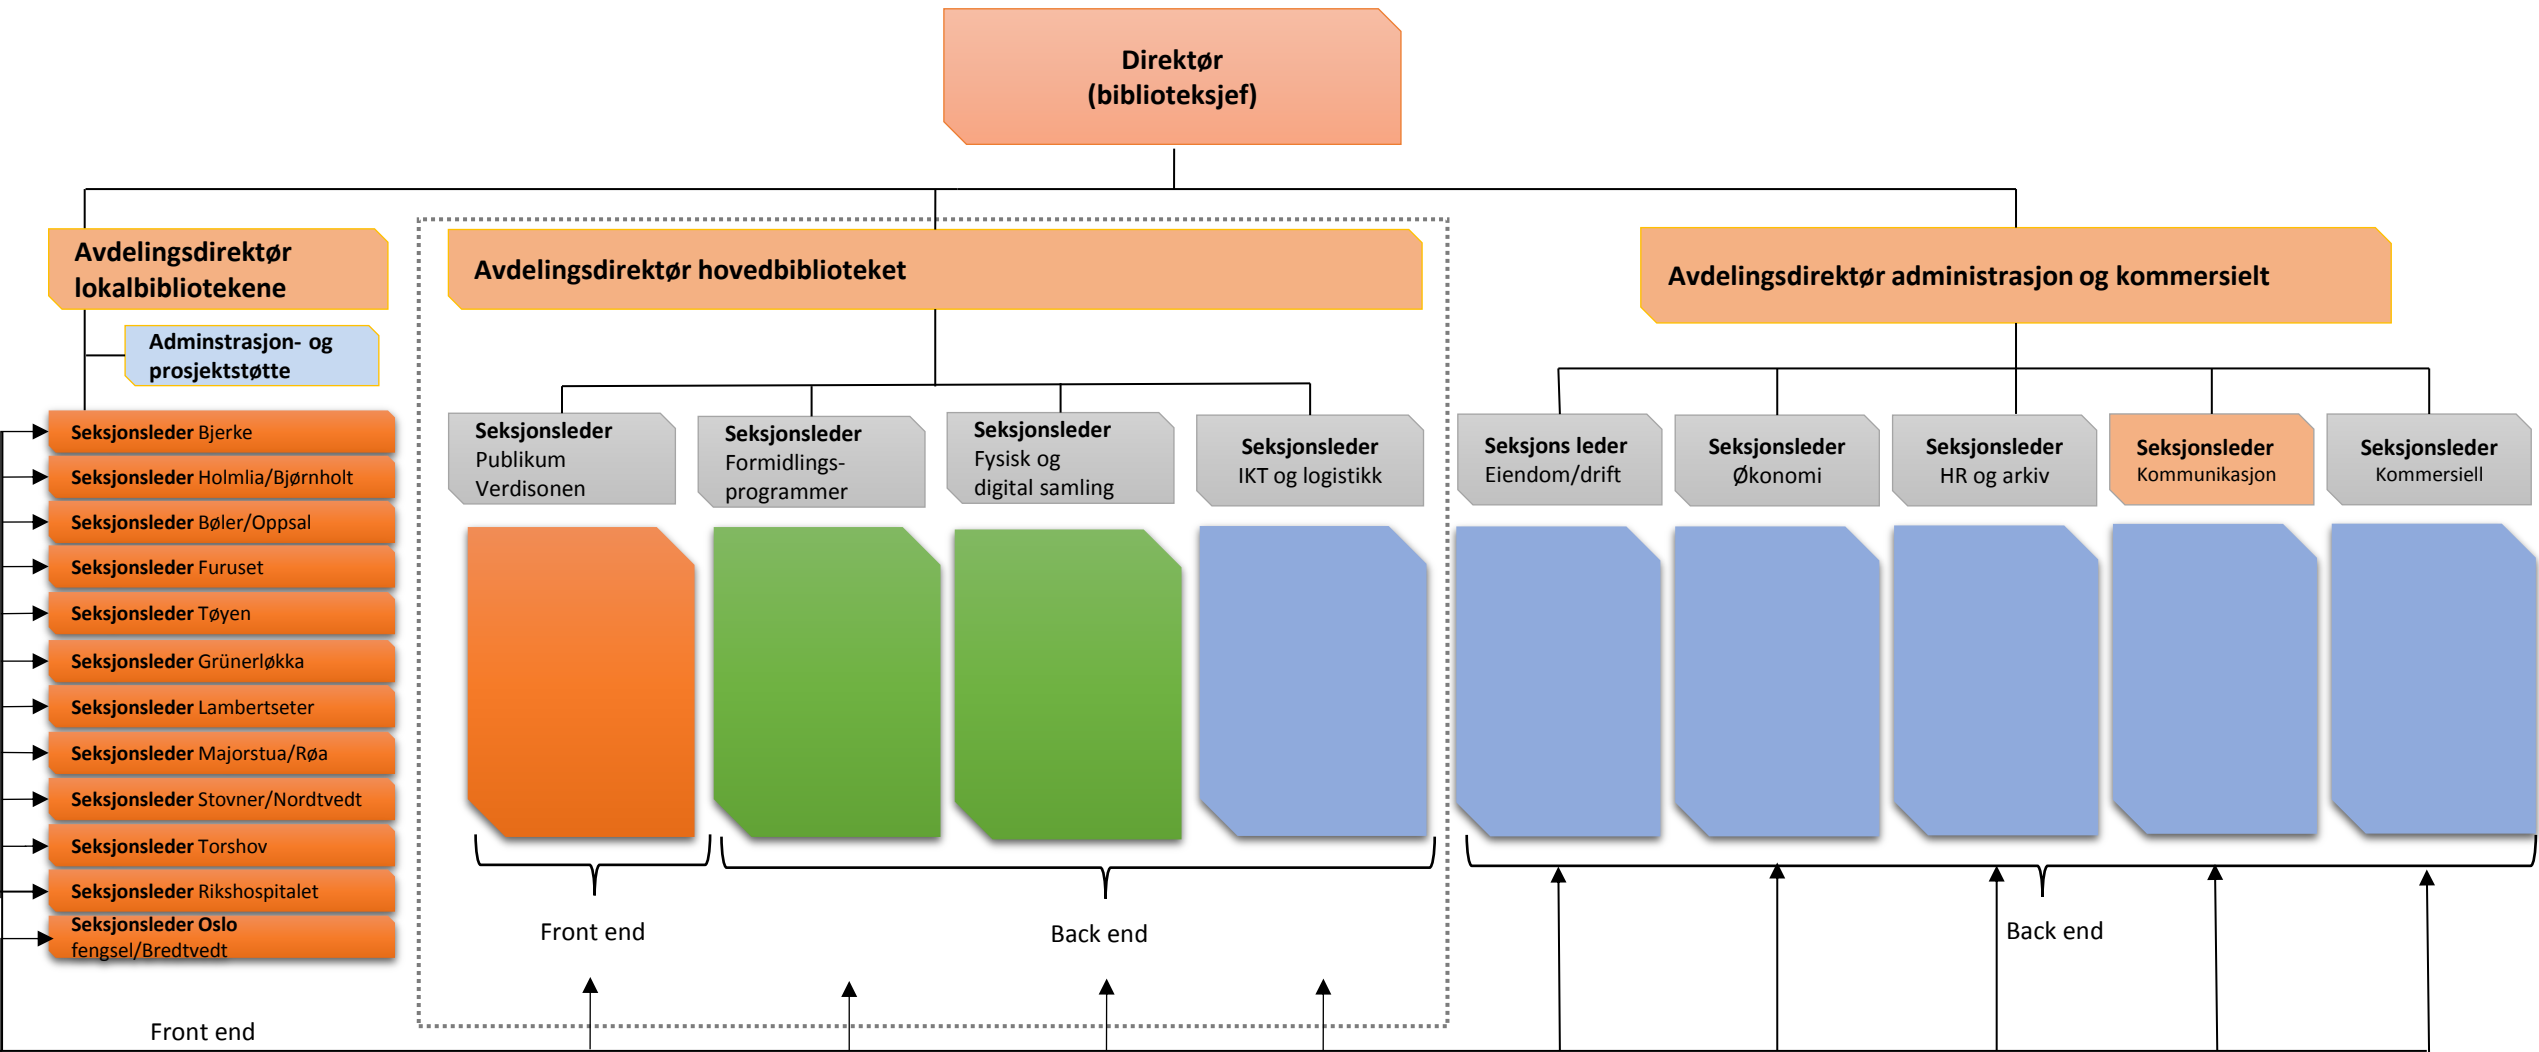 Direktør
(biblioteksjef)
Avdelingsdirektør
lokalbibliotekene
Avdelingsdirektør hovedbiblioteket
Avdelingsdirektør administrasjon og kommersielt
Adminstrasjon- og
prosjektstøtte
Seksjonsleder Bjerke
Seksjonsleder Holmlia/Bjørnholt
Seksjonsleder Bøler/Oppsal
Seksjonsleder Furuset
Seksjonsleder Tøyen
Seksjonsleder Grünerløkka
Seksjonsleder Lambertseter
Seksjonsleder Majorstua/Røa
Seksjonsleder Stovner/Nordtvedt
Seksjonsleder Torshov
Seksjonsleder Rikshospitalet
Seksjonsleder Oslo
fengsel/Bredtvedt
Front end
Seksjonsleder
Publikum
Verdisonen
Seksjonsleder
Formidlings-
programmer
Seksjonsleder
Fysisk og
digital samling
Seksjonsleder
IKT og logistikk
Seksjons leder
Eiendom/drift
Seksjonsleder
Økonomi
Seksjonsleder
HR og arkiv
Seksjonsleder
Kommunikasjon
Seksjonsleder
Kommersiell
Front end
Back end
Back end